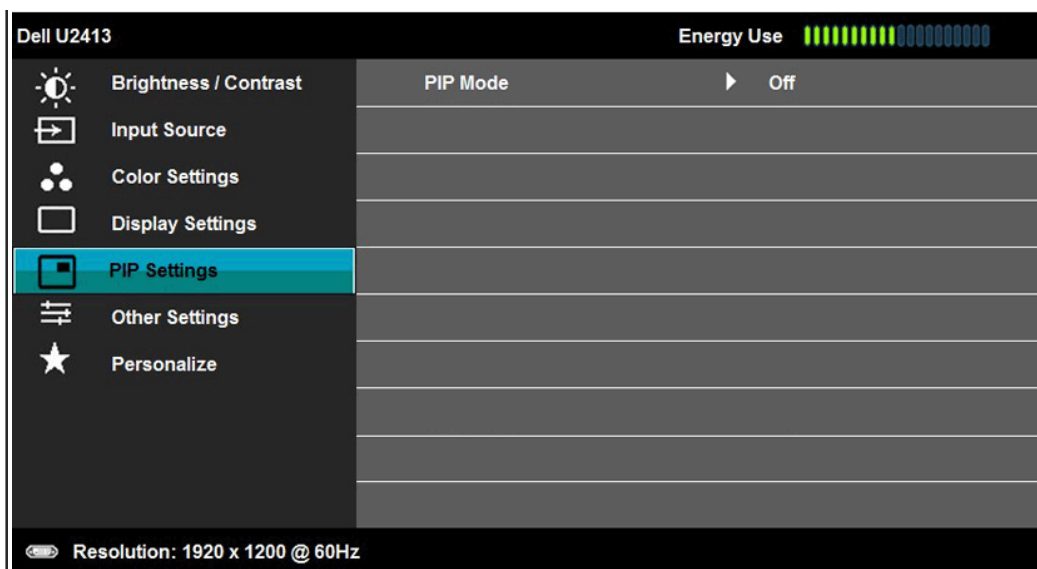 Dell U2413 Energy Use
Brightness / Contrast PIP Mode Off
Input Source
Color Settings
Display Settings
PIP Settings
Other Settings
Personalize
Resolution: 1920 x 1200 @ 60Hz